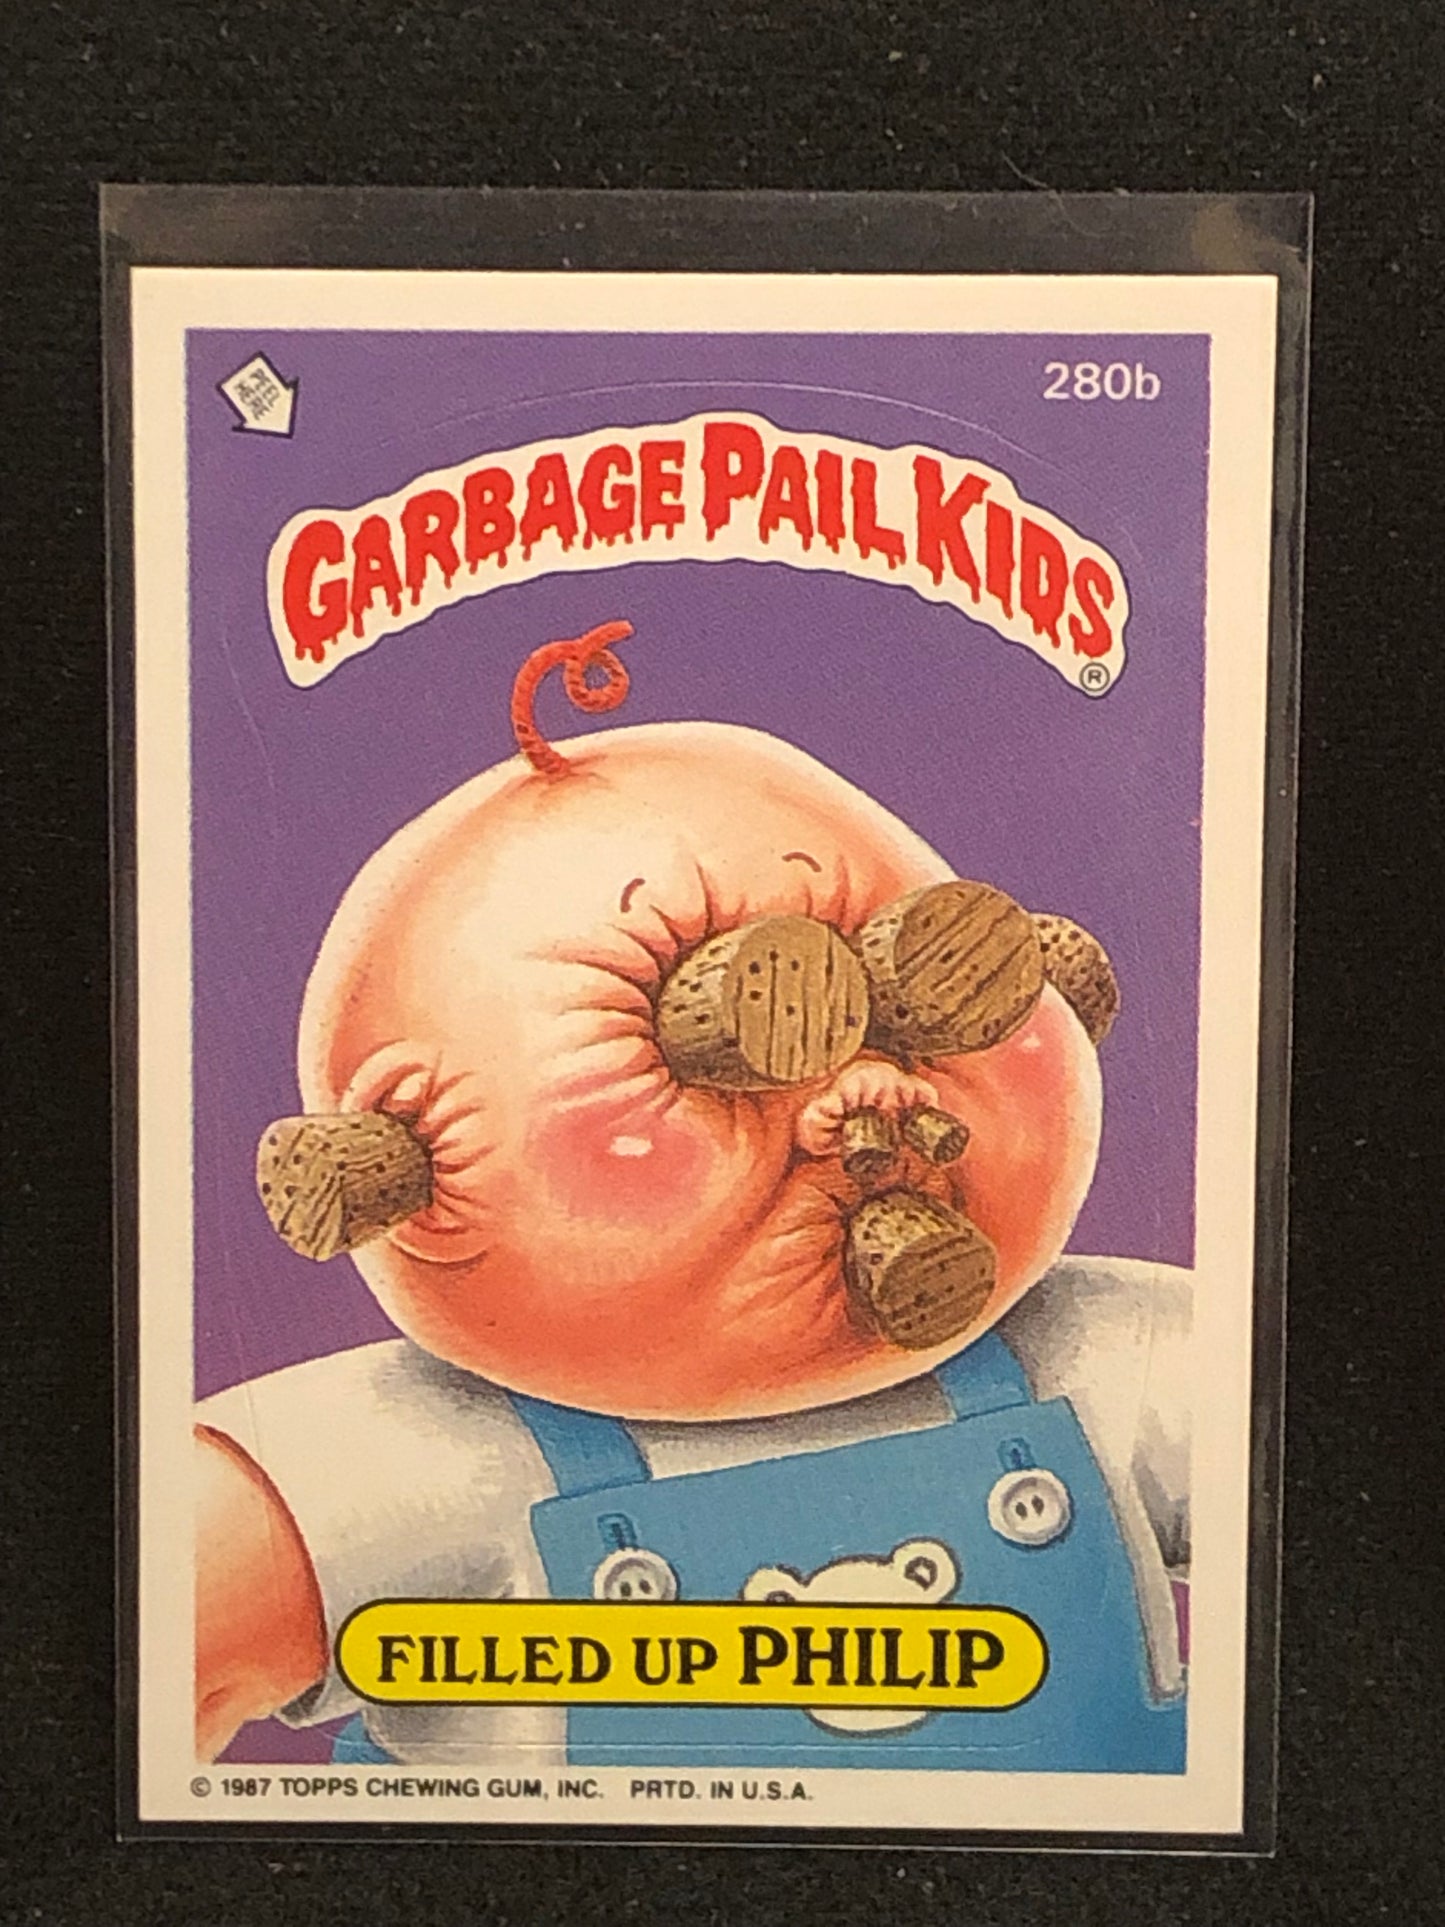 280b
GARBAGE PAIL KIDS
®
FILLED UP PHILIP
© 1987 TOPPS CHEWING GUM, INC. PRTD. IN U.S.A.